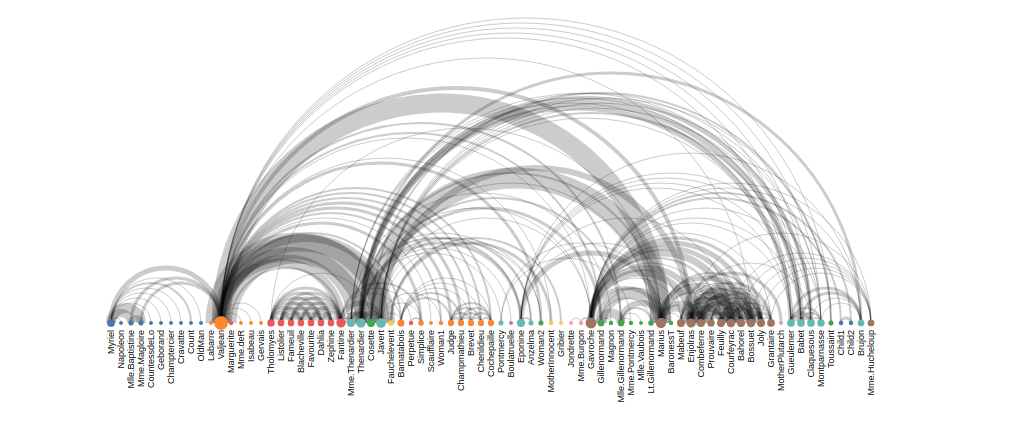 Myriel
Napoleon
Mlle.Baptistine
Mme.Magloire
CountessdeLo
Geborand
Champtercier
Cravatte
Count
OldMan
Labarre
Valjean
Marguerite
Mme.deR
Isabeau
Gervais
Tholomyes
Listolier
Fameuil
Blacheville
Favourite
Dahlia
Zephine
Fantine
Mme.Thenardier
Thenardier
Cosette
Javert
Fauchelevent
Bamatabois
Perpetue
Simplice
Scaufflaire
Woman1
Judge
Champmathieu
Brevet
Chenildieu
Cochepaille
Pontmercy
Boulatruelle
Eponine
Anzelma
Woman2
MotherInnocent
Gribier
Jondrette
Mme.Burgon
Gavroche
Gillenormand
Magnon
Mlle.Gillenormand
Mme.Pontmercy
Mlle.Vaubois
Lt.Gillenormand
Marius
BaronessT
Mabeuf
Enjolras
Combeferre
Prouvaire
Feuilly
Courfeyrac
Bahorel
Bossuet
Joly
Grantaire
MotherPlutarch
Gueulemer
Babet
Claquesous
Montparnasse
Toussaint
Child1
Child2
Brujon
Mme.Hucheloup